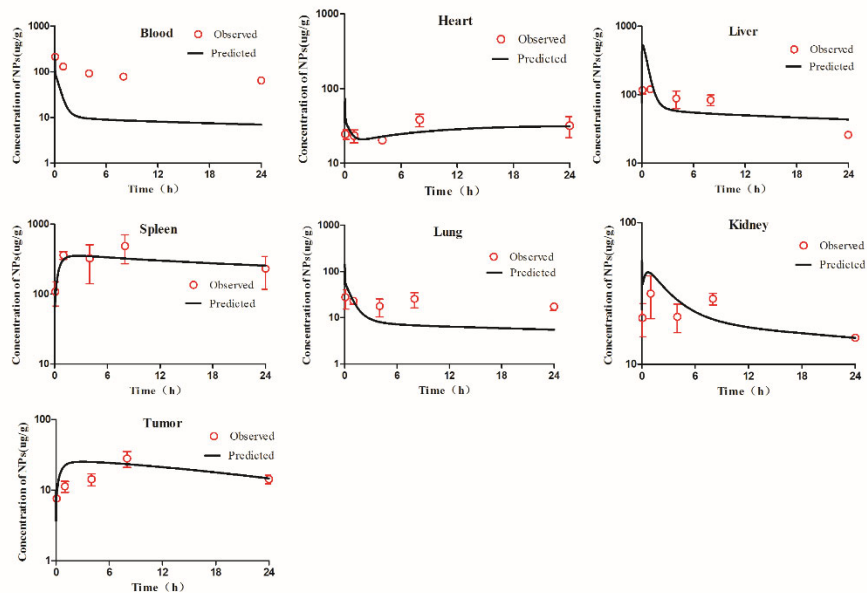 Blood
Concentration of NPs(ug/g)
1000
100
10
1
Observed
Predicted
0 6 12 18 24
Time (h)
Heart
Concentration of NPs(ug/g)
100
10
Observed
Predicted
0 6 12 18 24
Time (h)
Liver
Concentration of NPs(ug/g)
1000
100
10
Observed
Predicted
0 6 12 18 24
Time (h)
Spleen
Concentration of NPs(ug/g)
1000
100
10
Observed
Predicted
0 6 12 18 24
Time (h)
Lung
Concentration of NPs(ug/g)
1000
100
10
1
Observed
Predicted
0 6 12 18 24
Time (h)
Kidney
Concentration of NPs(ug/g)
100
10
Observed
Predicted
0 6 12 18 24
Time (h)
Tumor
Concentration of NPs(ug/g)
100
10
1
Observed
Predicted
0 6 12 18 24
Time (h)